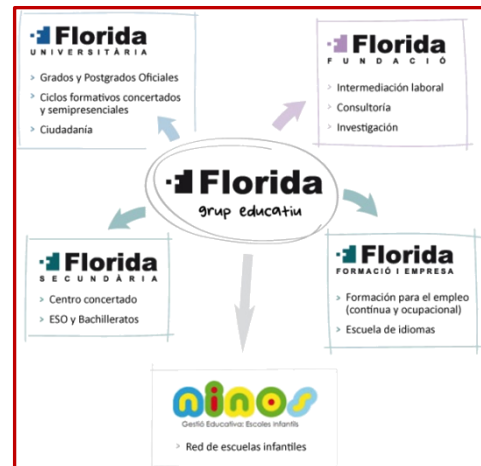 Florida
UNIVERSITÀRIA
> Grados y Postgrados Oficiales
> Ciclos formativos concertados
y semipresenciales
> Ciudadanía
Florida
FUNDACIÓ
> Intermediación laboral
> Consultoría
> Investigación
Florida
grup educatiu
Florida
SECUNDÀRIA
> Centro concertado
> ESO y Bachilleratos
Florida
FORMACIÓ I EMPRESA
> Formación para el empleo
(contínua y ocupacional)
> Escuela de idiomas
ninos
Gestió Educativa: Escoles Infantils
> Red de escuelas infantiles